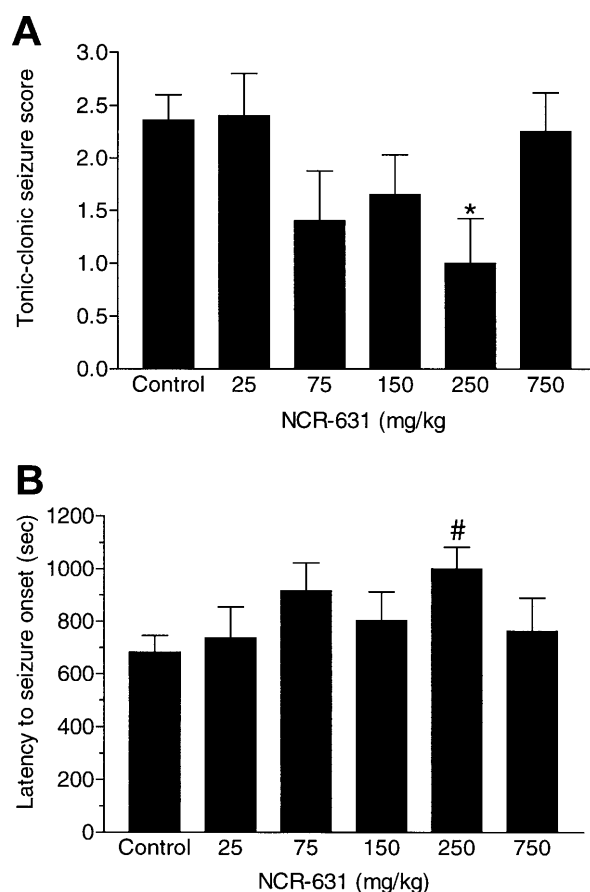 A
Tonic-clonic seizure score
3.0
2.5
2.0
1.5
1.0
0.5
0.0
*
Control 25 75 150 250 750
NCR-631 (mg/kg
B
Latency to seizure onset (sec)
1200
1000
800
600
400
200
0
#
Control 25 75 150 250 750
NCR-631 (mg/kg)